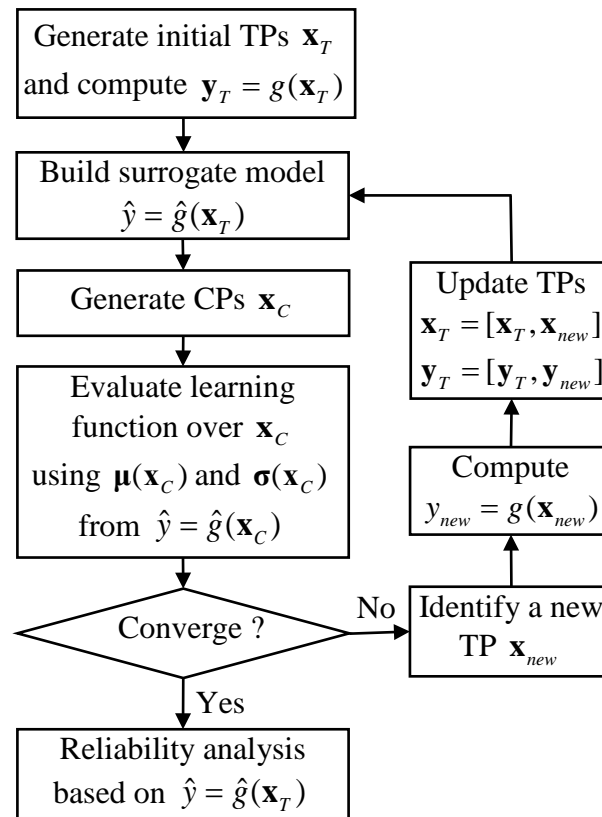 Generate initial TPs x_T
and compute y_T = g(x_T)
Build surrogate model
ŷ = ĝ(x_T)
Generate CPs x_C
Evaluate learning
function over x_C
using μ(x_C) and σ(x_C)
from ŷ = ĝ(x_C)
Converge ?
No
Identify a new
TP x_new
Compute
y_new = g(x_new)
Update TPs
x_T = [x_T, x_new]
y_T = [y_T, y_new]
Yes
Reliability analysis
based on ŷ = ĝ(x_T)